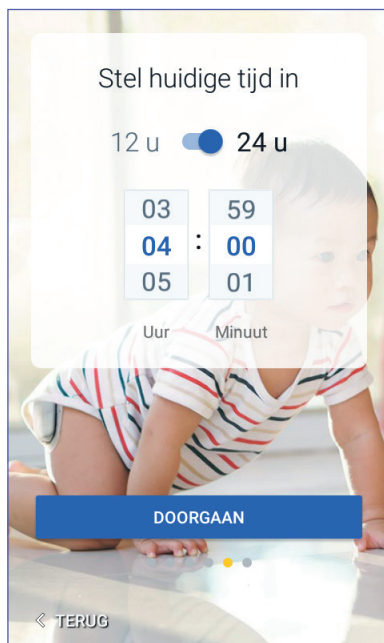 Stel huidige tijd in
12 u 24 u
03 59
04 : 00
05 01
Uur Minuut
DOORGAAN
< TERUG